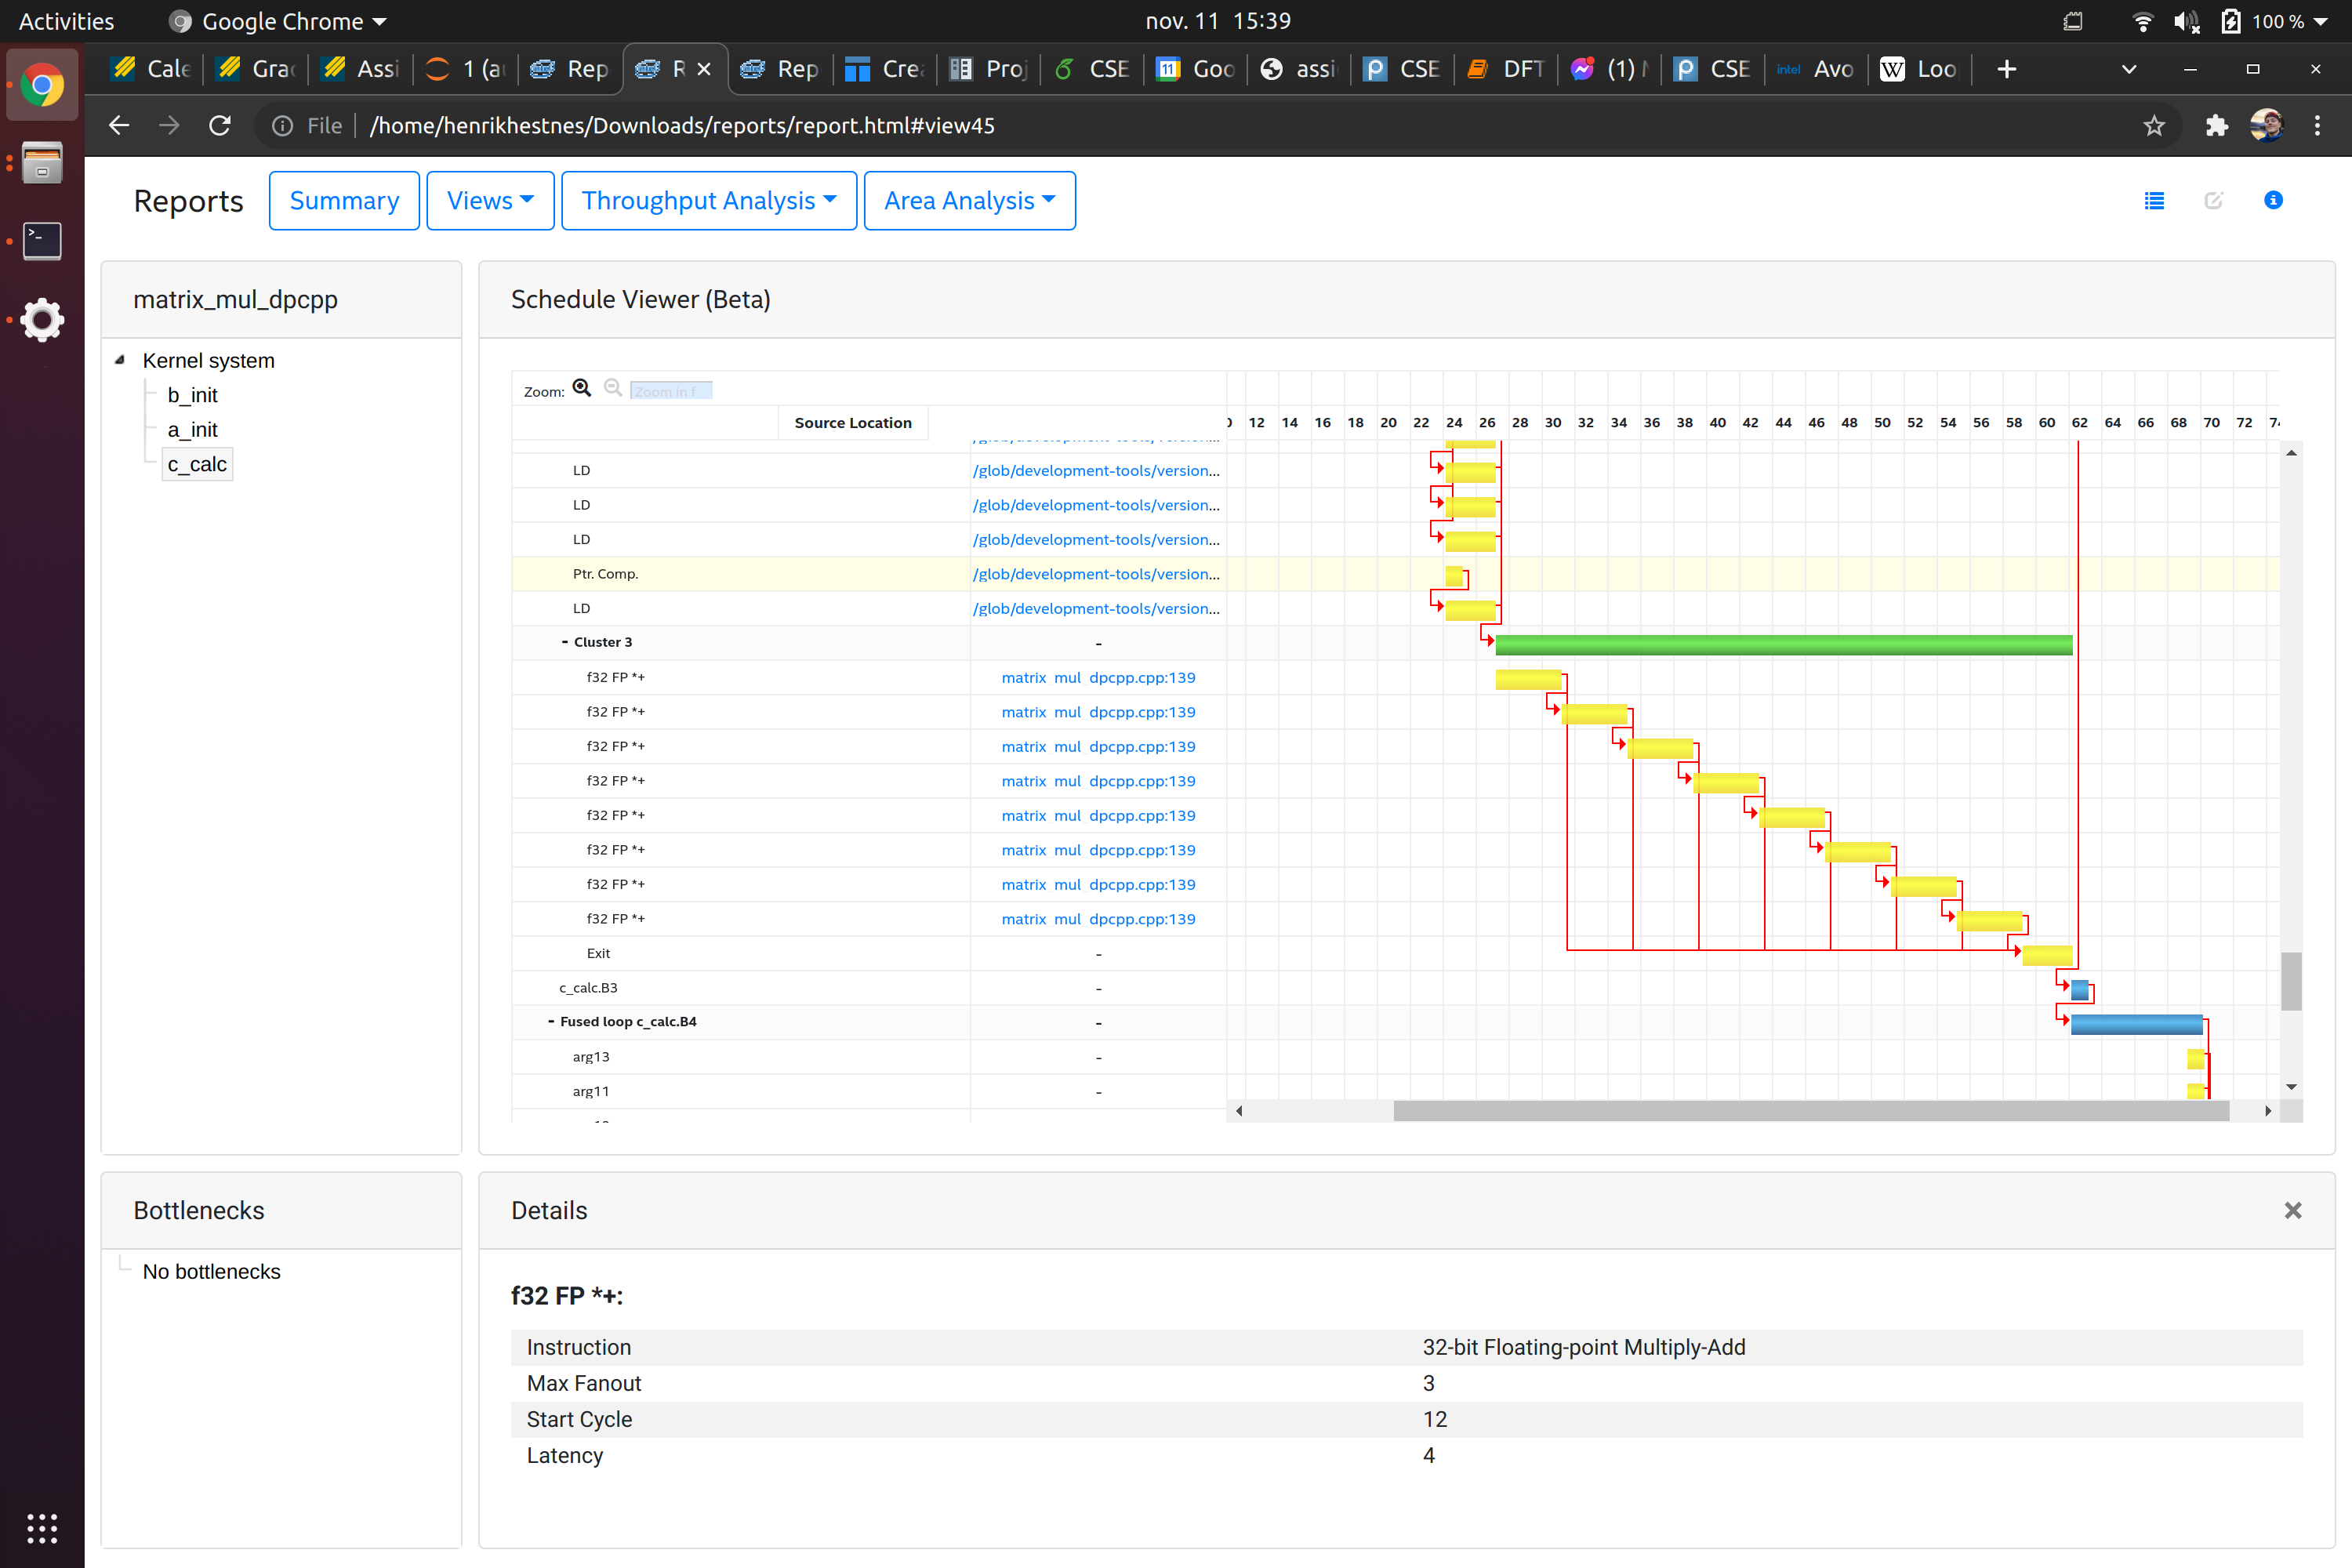 Activities
Google Chrome
nov. 11 15:39
100 %
Cale
Grad
Assi
1 (a
Rep
R
Rep
Crea
Proj
CSE
11
Goo
assi
CSE
DFT
(1)
CSE
intel
Avo
W
Loo
File
/home/henrikhestnes/Downloads/reports/report.html#view45
Reports
Summary
Views
Throughput Analysis
Area Analysis
matrix_mul_dpcpp
Kernel system
b_init
a_init
c_calc
Schedule Viewer (Beta)
Zoom:
Zoom in f
Source Location
12 14 16 18 20 22 24 26 28 30 32 34 36 38 40 42 44 46 48 50 52 54 56 58 60 62 64 66 68 70 72
/glob/development-tools/version...
LD /glob/development-tools/version...
LD /glob/development-tools/version...
LD /glob/development-tools/version...
Ptr. Comp. /glob/development-tools/version...
LD /glob/development-tools/version...
- Cluster 3 -
f32 FP *+ matrix_mul_dpcpp.cpp:139
f32 FP *+ matrix_mul_dpcpp.cpp:139
f32 FP *+ matrix_mul_dpcpp.cpp:139
f32 FP *+ matrix_mul_dpcpp.cpp:139
f32 FP *+ matrix_mul_dpcpp.cpp:139
f32 FP *+ matrix_mul_dpcpp.cpp:139
f32 FP *+ matrix_mul_dpcpp.cpp:139
f32 FP *+ matrix_mul_dpcpp.cpp:139
Exit -
c_calc.B3 -
- Fused loop c_calc.B4 -
arg13 -
arg11 -
Bottlenecks
No bottlenecks
Details
f32 FP *+:
Instruction 32-bit Floating-point Multiply-Add
Max Fanout 3
Start Cycle 12
Latency 4